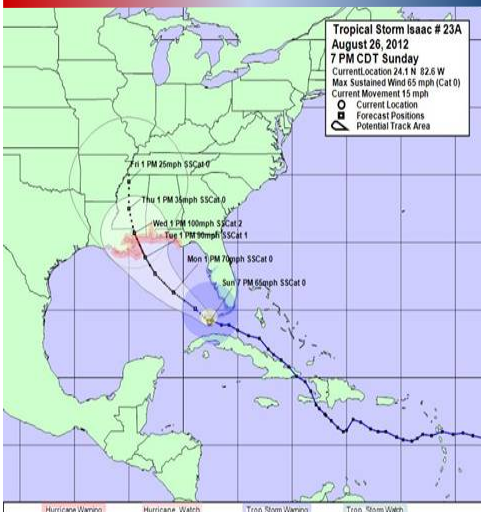 Tropical Storm Isaac # 23A
August 26, 2012
7 PM CDT Sunday
CurrentLocation 24.1 N 82.6 W
Max Sustained Wind 65 mph (Cat 0)
Current Movement 15 mph
Current Location
Forecast Positions
Potential Track Area
Fri 1 PM 25mph SSCat 0
Thu 1 PM 35mph SSCat 0
Wed 1 PM 100mph SSCat 2
Tue 1 PM 90mph SSCat 1
Mon 1 PM 70mph SSCat 0
Sun 7 PM 65mph SSCat 0
Hurricane Warning Hurricane Watch Trop Storm Warning Trop Storm Watch